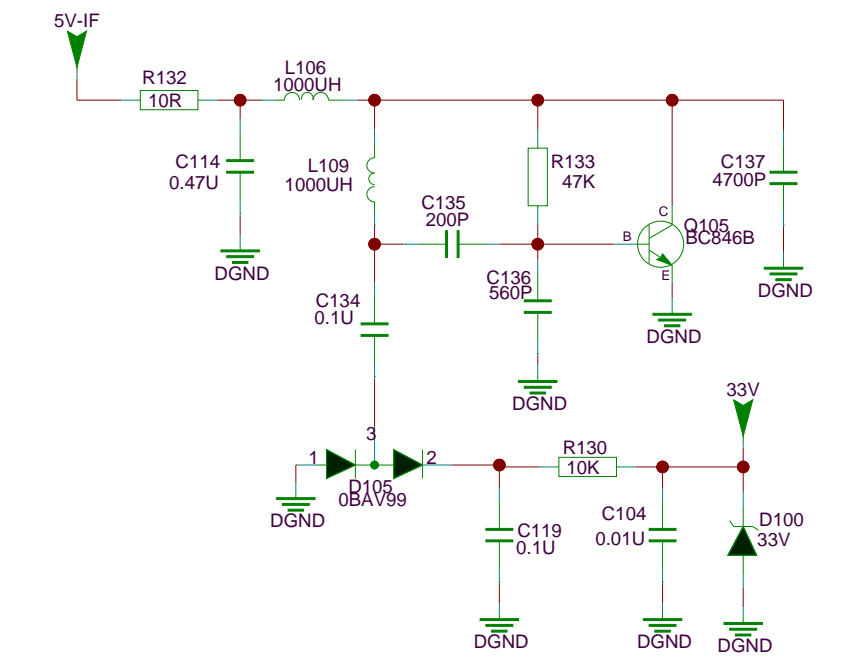 5V-IF
R132
10R
L106
1000UH
C114
0.47U
DGND
L109
1000UH
C135
200P
R133
47K
C
B
E
Q105
BC846B
DGND
C137
4700P
DGND
C136
560P
DGND
C134
0.1U
1
3
2
D105
0BAV99
DGND
C119
0.1U
DGND
R130
10K
C104
0.01U
DGND
33V
D100
33V
DGND